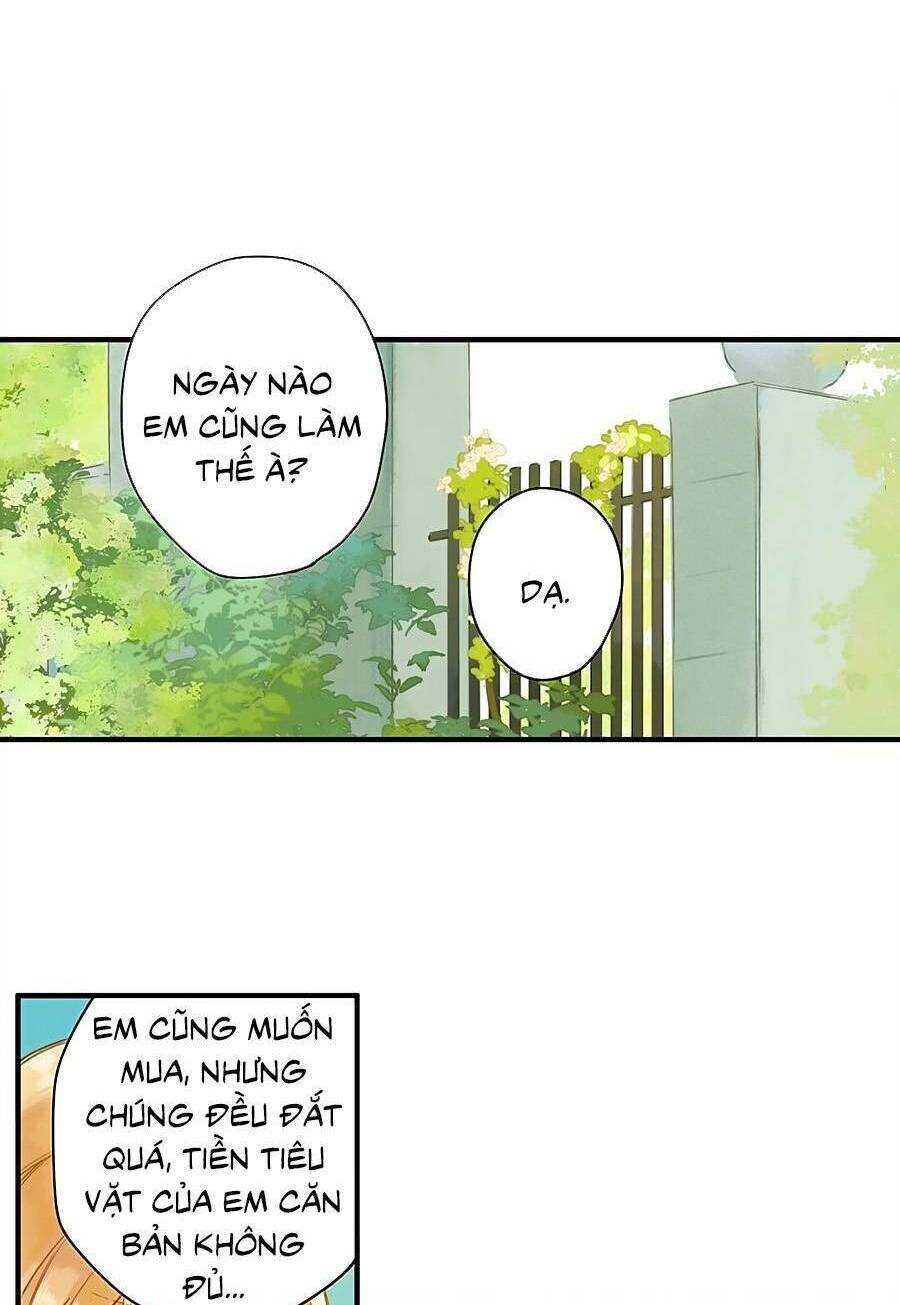 NGÀY NÀO
EM CŨNG LÀM
THẾ À?
DẠ.
EM CŨNG MUỐN
MUA, NHƯNG
CHÚNG ĐỀU ĐẮT
QUÁ, TIỀN TIÊU
VẶT CỦA EM CĂN
BẢN KHÔNG
ĐỦ...